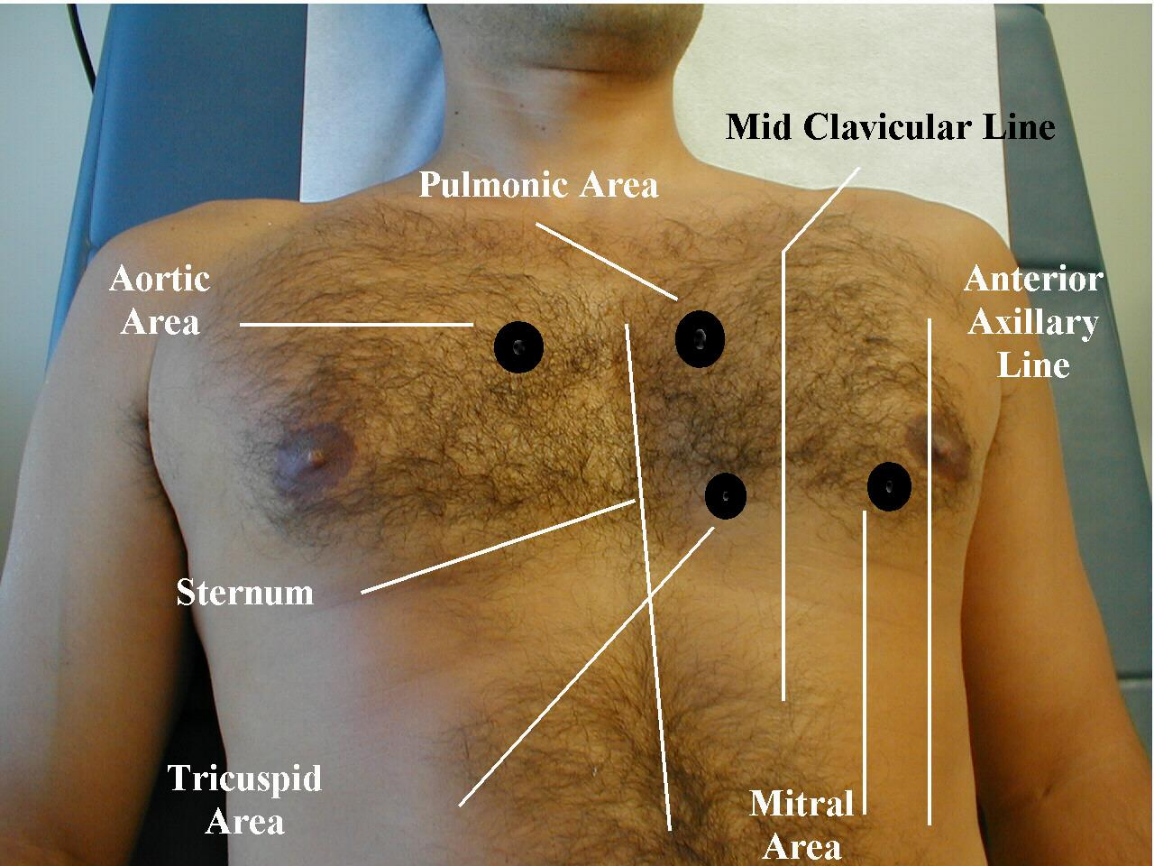 Mid Clavicular Line
Pulmonic Area
Aortic
Area
Anterior
Axillary
Line
Sternum
Tricuspid
Area
Mitral
Area